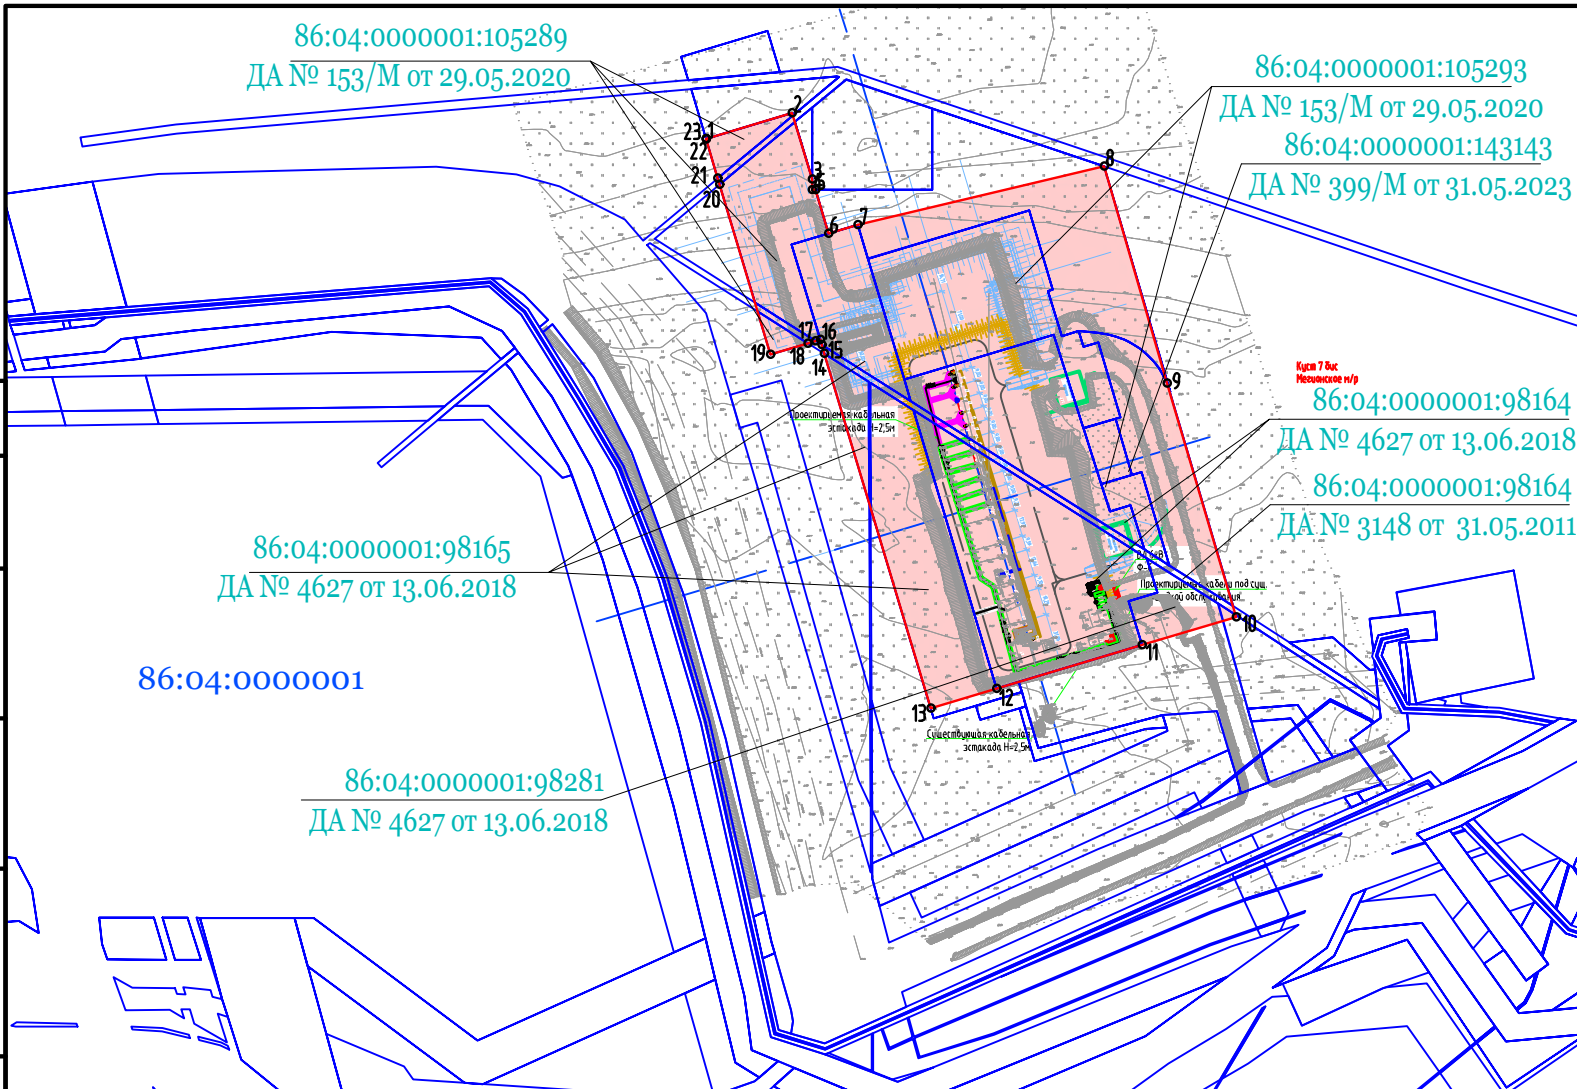 86:04:0000001:105289
ДА № 153/М от 29.05.2020
86:04:0000001:105293
ДА № 153/М от 29.05.2020
86:04:0000001:143143
ДА № 399/М от 31.05.2023
1
2
3
6
7
8
9
10
11
12
13
14
15
16
17
18
19
20
21
22
23
Куст 7 бис
Мегионское м/р
86:04:0000001:98164
ДА № 4627 от 13.06.2018
86:04:0000001:98164
ДА № 3148 от 31.05.2011
Проектируемая кабельная
эстакада H=2,5м
86:04:0000001:98165
ДА № 4627 от 13.06.2018
Проектируемые кабели под сущ.
86:04:0000001
Существующая кабельная
эстакада H=2,5м
86:04:0000001:98281
ДА № 4627 от 13.06.2018